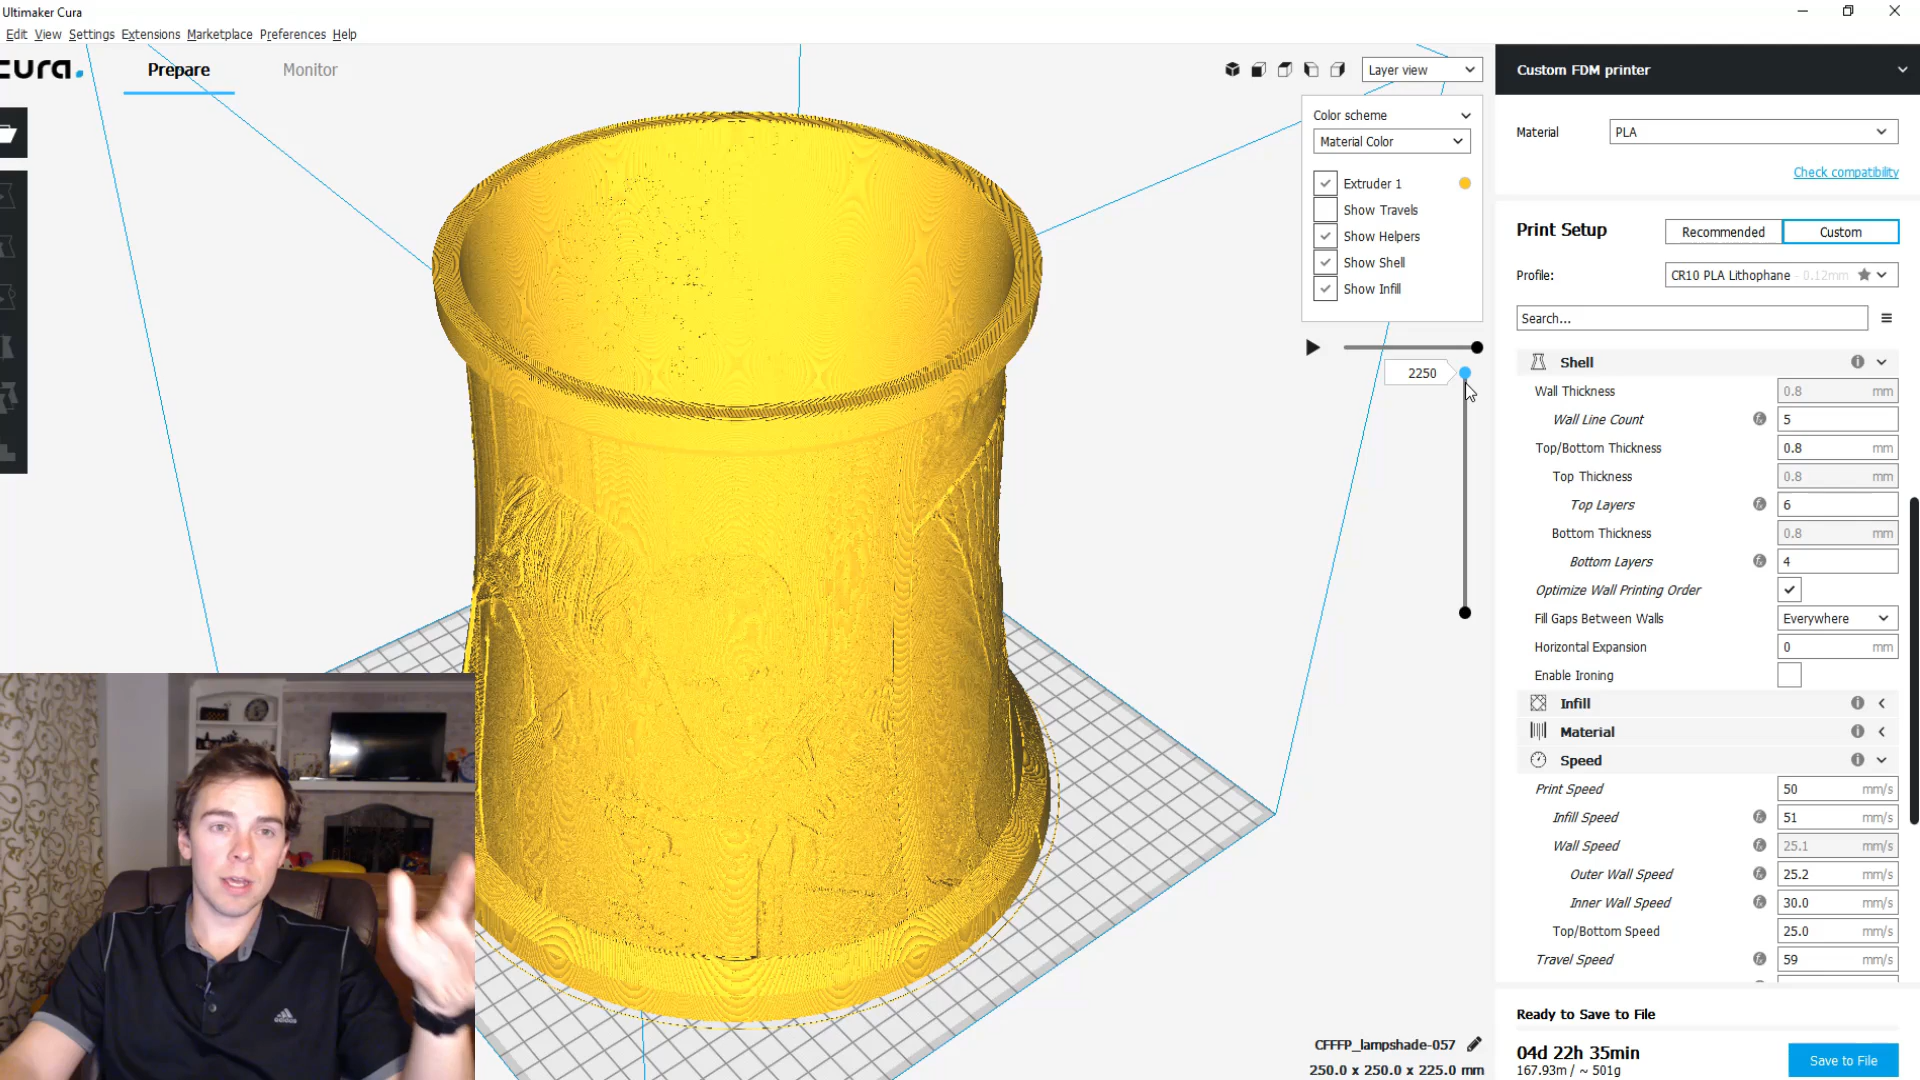 Ultimaker Cura
Edit View Settings Extensions Marketplace Preferences Help
cura.
Prepare
Monitor
Layer view
Color scheme
Material Color
Extruder 1
Show Travels
Show Helpers
Show Shell
Show Infill
2250
Custom FDM printer
Material
PLA
Check compatibility
Print Setup
Recommended
Custom
Profile:
CR10 PLA Lithophane - 0.12mm
Search...
Shell
Wall Thickness 0.8 mm
Wall Line Count 5
Top/Bottom Thickness 0.8 mm
Top Thickness 0.8 mm
Top Layers 6
Bottom Thickness 0.8 mm
Bottom Layers 4
Optimize Wall Printing Order
Fill Gaps Between Walls Everywhere
Horizontal Expansion 0 mm
Enable Ironing
Infill
Material
Speed
Print Speed 50 mm/s
Infill Speed 51 mm/s
Wall Speed 25.1 mm/s
Outer Wall Speed 25.2 mm/s
Inner Wall Speed 30.0 mm/s
Top/Bottom Speed 25.0 mm/s
Travel Speed 59 mm/s
Ready to Save to File
04d 22h 35min
167.93m / ~ 501g
Save to File
CFFFP_lampshade-057
250.0 x 250.0 x 225.0 mm
adidas